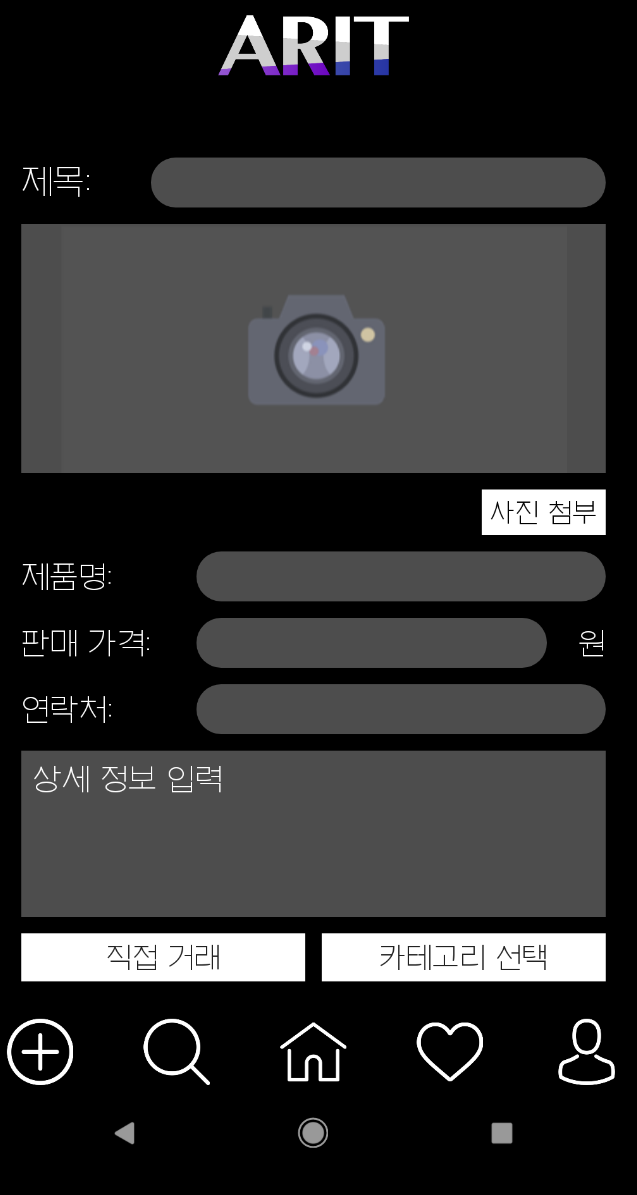 ARIT
제목:
사진 첨부
제품명:
판매 가격: 원
연락처:
상세 정보 입력
직접 거래 카테고리 선택